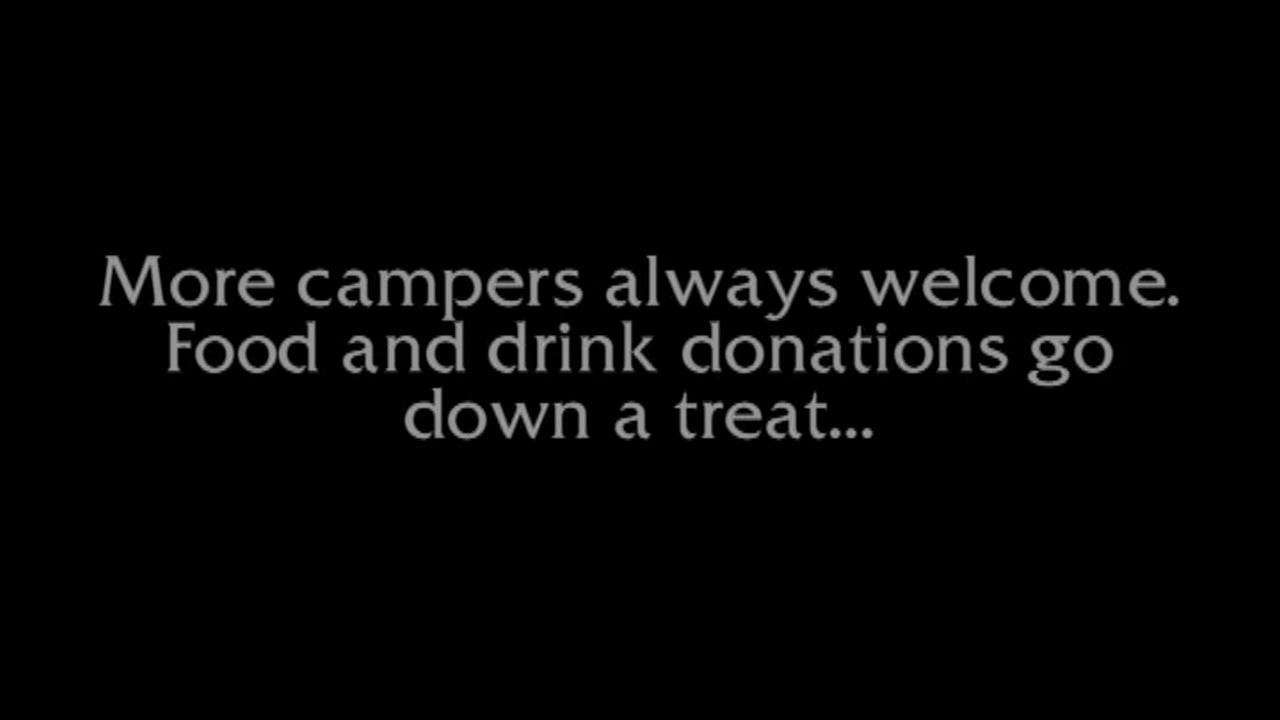 More campers always welcome.
Food and drink donations go
down a treat...